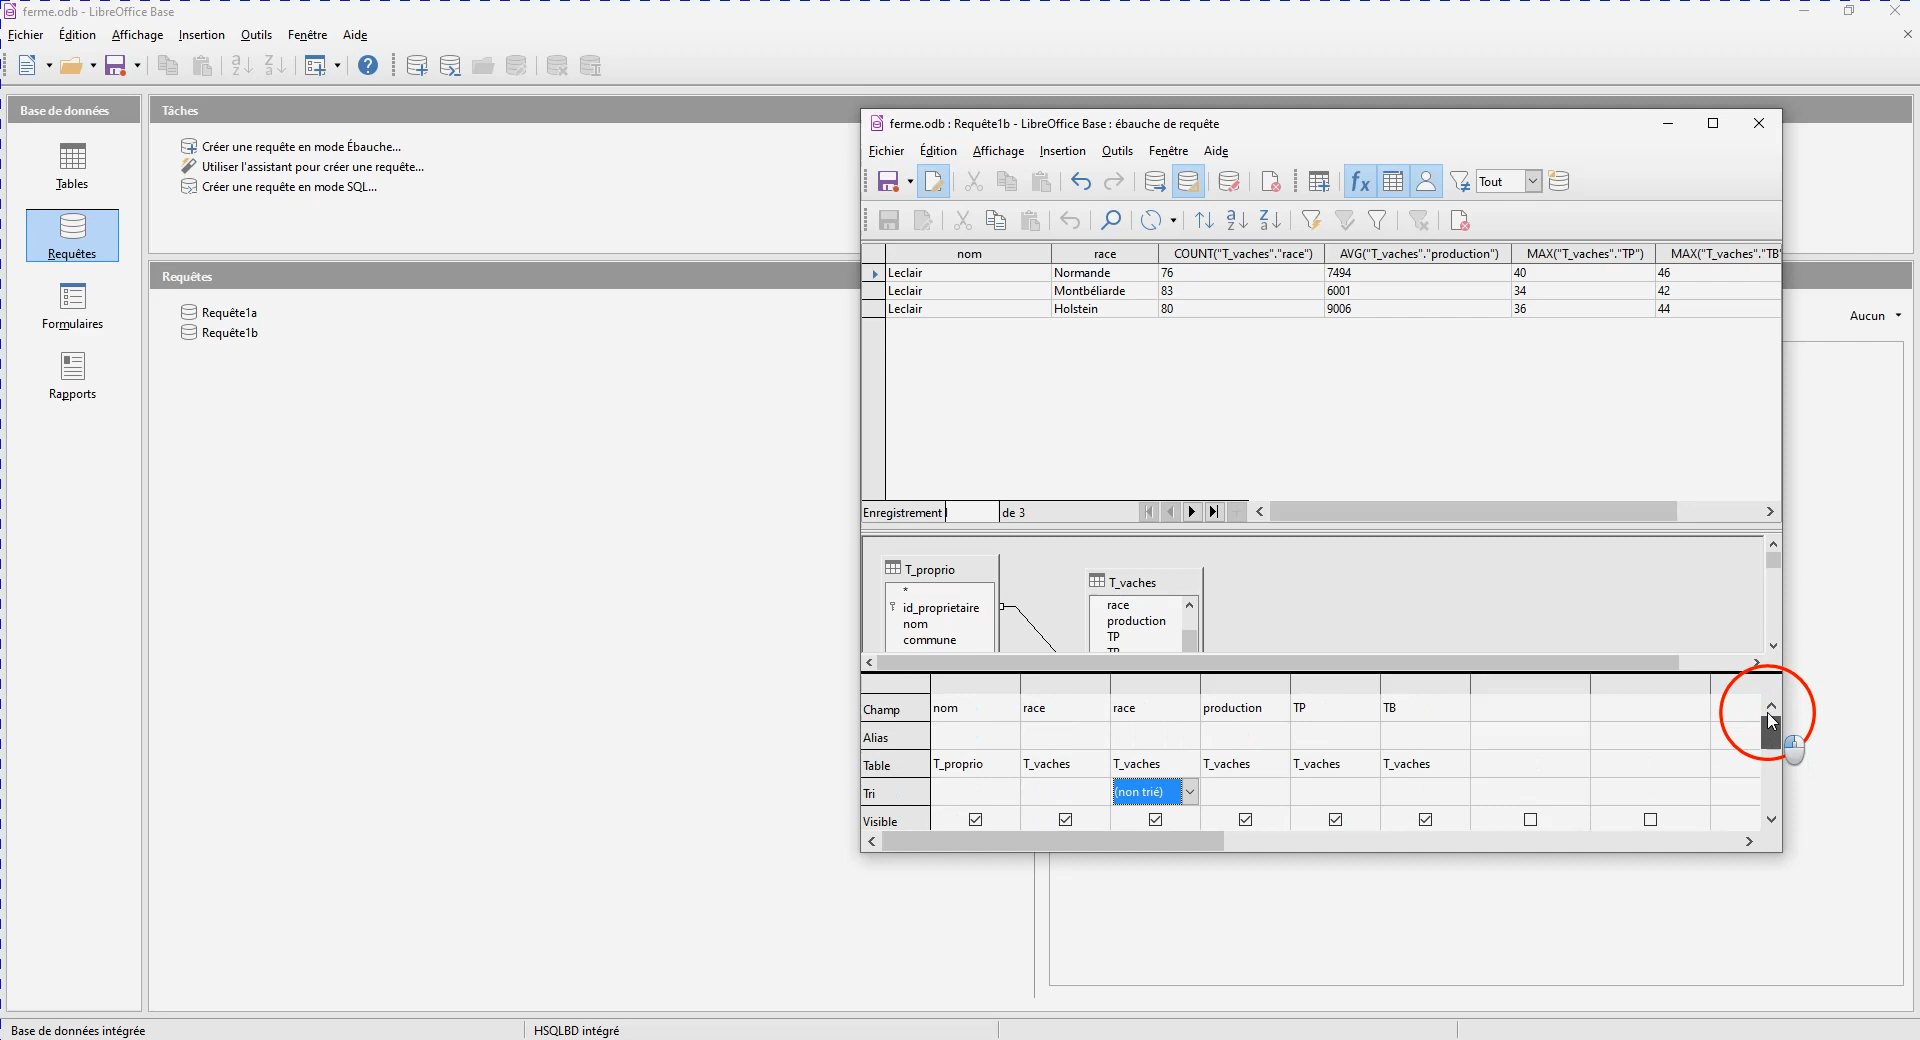 ferme.odb - LibreOffice Base
Fichier Édition Affichage Insertion Outils Fenêtre Aide
Base de données
Tables
Requêtes
Formulaires
Rapports
Tâches
Créer une requête en mode Ébauche...
Utiliser l'assistant pour créer une requête...
Créer une requête en mode SQL...
Requêtes
Requête1a
Requête1b
Aucun
ferme.odb : Requête1b - LibreOffice Base : ébauche de requête
Fichier Édition Affichage Insertion Outils Fenêtre Aide
fx Tout
nom race COUNT("T_vaches"."race") AVG("T_vaches"."production") MAX("T_vaches"."TP") MAX("T_vaches"."TB"
Leclair Normande 76 7494 40 46
Leclair Montbéliarde 83 6001 34 42
Leclair Holstein 80 9006 36 44
Enregistrement de 3
T_proprio
*
id_proprietaire
nom
commune
T_vaches
race
production
TP
TB
Champ nom race race production TP TB
Alias
Table T_proprio T_vaches T_vaches T_vaches T_vaches T_vaches
Tri (non trié)
Visible
Base de données intégrée HSQLBD intégré